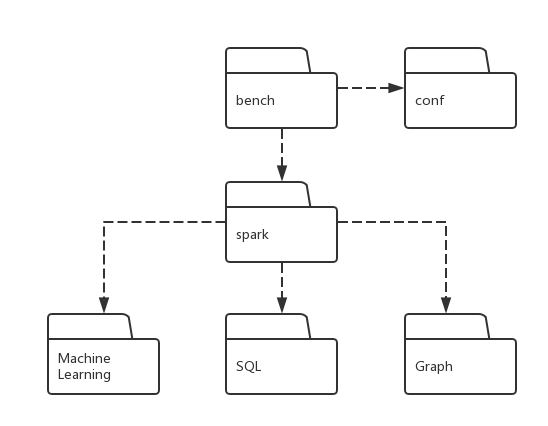 bench
conf
spark
Machine
Learning
SQL
Graph